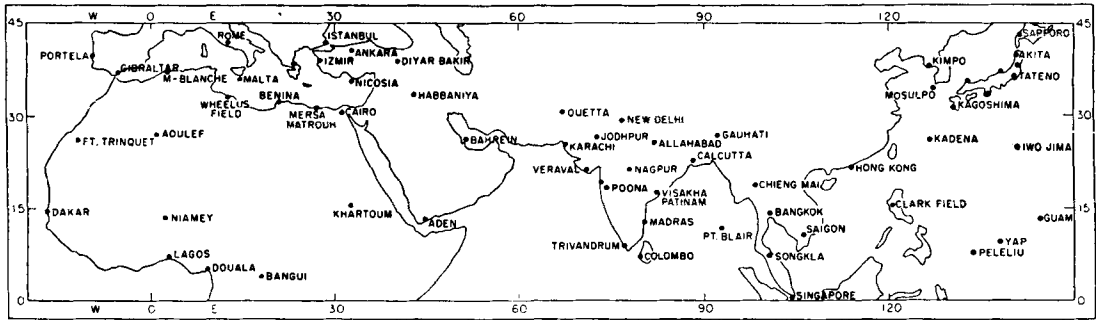 W O E 30 60 90 120
45 45
ROME
ISTANBUL
SAPPORO
PORTELA
ANKARA
AKITA
IZMIR
DIYAR BAKIR
KIMPO
GIBRALTAR
M-BLANCHE
MALTA
NICOSIA
TATENO
BENINA
HABBANIYA
MOSULPO
WHEELUS
FIELD
MERSA
MATROUH
CAIRO
KAGOSHIMA
30 30
QUETTA
NEW DELHI
FT. TRINQUET
AOULEF
BAHREIN
KARACHI
JODHPUR
ALLAHABAD
GAUHATI
KADENA
IWO JIMA
CALCUTTA
VERAVAL
NAGPUR
HONG KONG
POONA
VISAKHA
PATINAM
CHIENG MAI
15 15
DAKAR
NIAMEY
KHARTOUM
ADEN
MADRAS
BANGKOK
CLARK FIELD
GUAM
TRIVANDRUM
PT. BLAIR
SAIGON
YAP
LAGOS
COLOMBO
SONGKLA
PELELIU
DOUALA
BANGUI
SINGAPORE
0 0
W O E 30 60 90 120